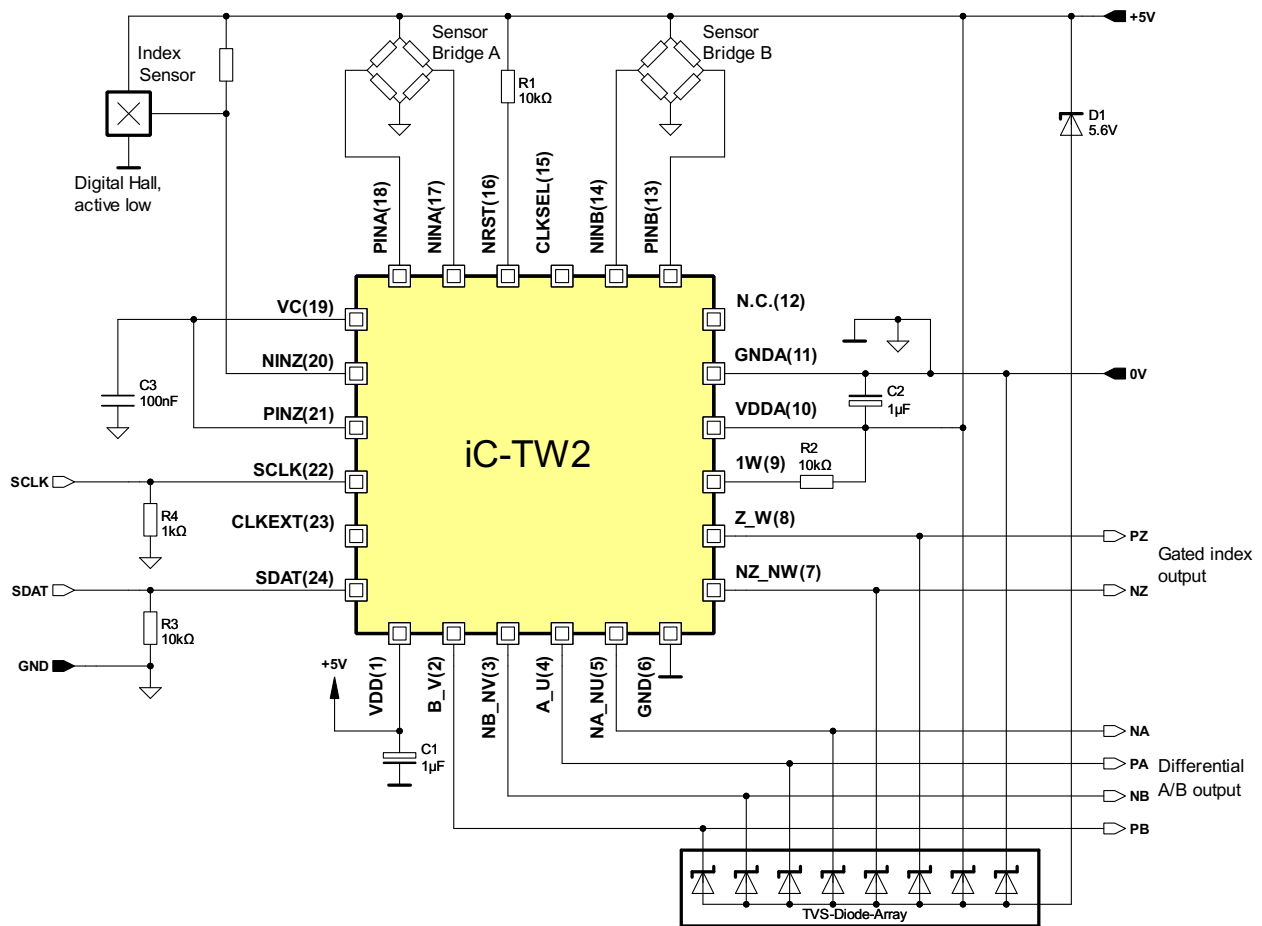 +5V
Index
Sensor
Sensor
Bridge A
Sensor
Bridge B
R1
10kΩ
D1
5.6V
Digital Hall,
active low
PINA(18)
NINA(17)
NRST(16)
CLKSEL(15)
NINB(14)
PINB(13)
VC(19)
N.C.(12)
NINZ(20)
GNDA(11)
0V
C3
100nF
C2
1µF
PINZ(21)
VDDA(10)
iC-TW2
R2
10kΩ
SCLK
SCLK(22)
1W(9)
R4
1kΩ
CLKEXT(23)
Z_W(8)
PZ
Gated index
output
SDAT
SDAT(24)
NZ_NW(7)
NZ
R3
10kΩ
GND
+5V
VDD(1)
B_V(2)
NB_NV(3)
A_U(4)
NA_NU(5)
GND(6)
C1
1µF
NA
PA
Differential
A/B output
NB
PB
TVS-Diode-Array